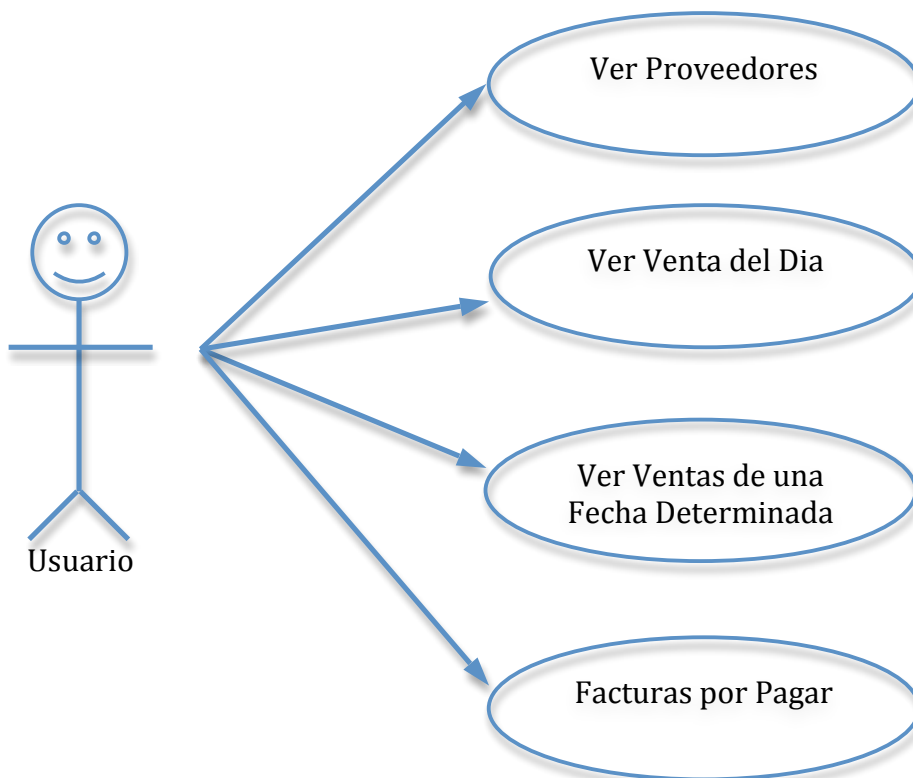 Ver Proveedores
Ver Venta del Dia
Ver Ventas de una
Fecha Determinada
Usuario
Facturas por Pagar